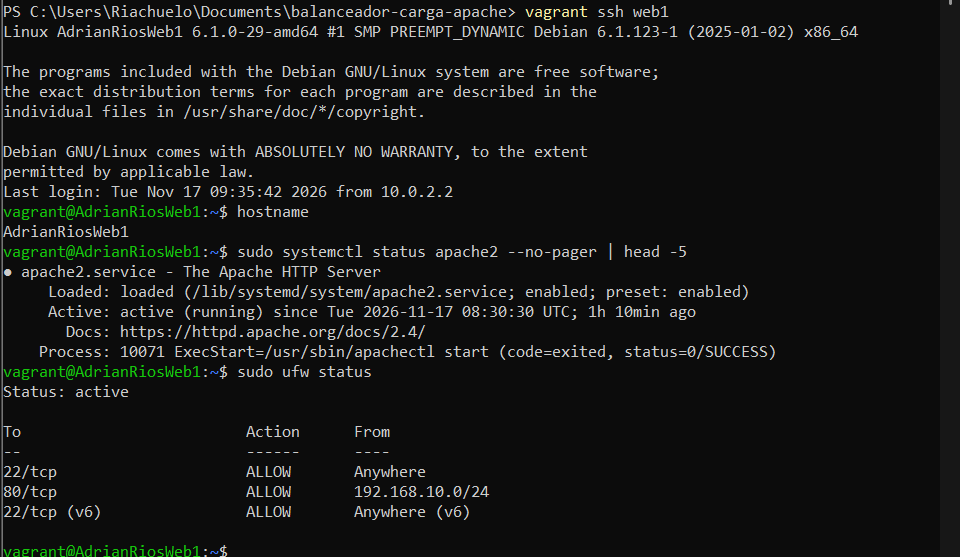 PS C:\Users\Riachuelo\Documents\balanceador-carga-apache> vagrant ssh web1
Linux AdrianRiosWeb1 6.1.0-29-amd64 #1 SMP PREEMPT_DYNAMIC Debian 6.1.123-1 (2025-01-02) x86_64

The programs included with the Debian GNU/Linux system are free software;
the exact distribution terms for each program are described in the
individual files in /usr/share/doc/*/copyright.

Debian GNU/Linux comes with ABSOLUTELY NO WARRANTY, to the extent
permitted by applicable law.
Last login: Tue Nov 17 09:35:42 2026 from 10.0.2.2
vagrant@AdrianRiosWeb1:~$ hostname
AdrianRiosWeb1
vagrant@AdrianRiosWeb1:~$ sudo systemctl status apache2 --no-pager | head -5
● apache2.service - The Apache HTTP Server
     Loaded: loaded (/lib/systemd/system/apache2.service; enabled; preset: enabled)
     Active: active (running) since Tue 2026-11-17 08:30:30 UTC; 1h 10min ago
       Docs: https://httpd.apache.org/docs/2.4/
    Process: 10071 ExecStart=/usr/sbin/apachectl start (code=exited, status=0/SUCCESS)
vagrant@AdrianRiosWeb1:~$ sudo ufw status
Status: active

To                         Action      From
--                         ------      ----
22/tcp                     ALLOW       Anywhere
80/tcp                     ALLOW       192.168.10.0/24
22/tcp (v6)                ALLOW       Anywhere (v6)

vagrant@AdrianRiosWeb1:~$